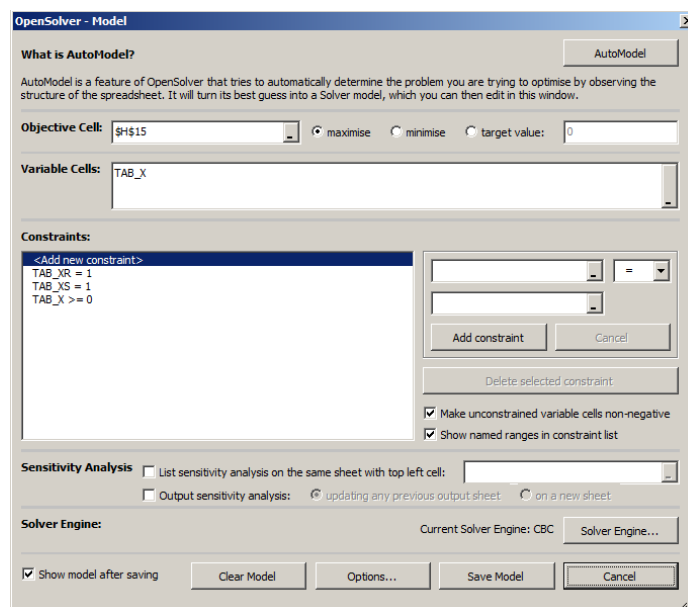 OpenSolver - Model
What is AutoModel?
AutoModel
AutoModel is a feature of OpenSolver that tries to automatically determine the problem you are trying to optimise by observing the
structure of the spreadsheet. It will turn its best guess into a Solver model, which you can then edit in this window.
Objective Cell: $H$15 _ maximise minimise target value: 0
Variable Cells: TAB_X _
Constraints:
<Add new constraint>
TAB_XR = 1
TAB_XS = 1
TAB_X >= 0
_ =
_
Add constraint Cancel
Delete selected constraint
Make unconstrained variable cells non-negative
Show named ranges in constraint list
Sensitivity Analysis List sensitivity analysis on the same sheet with top left cell: _
Output sensitivity analysis: updating any previous output sheet on a new sheet
Solver Engine: Current Solver Engine: CBC Solver Engine...
Show model after saving Clear Model Options... Save Model Cancel